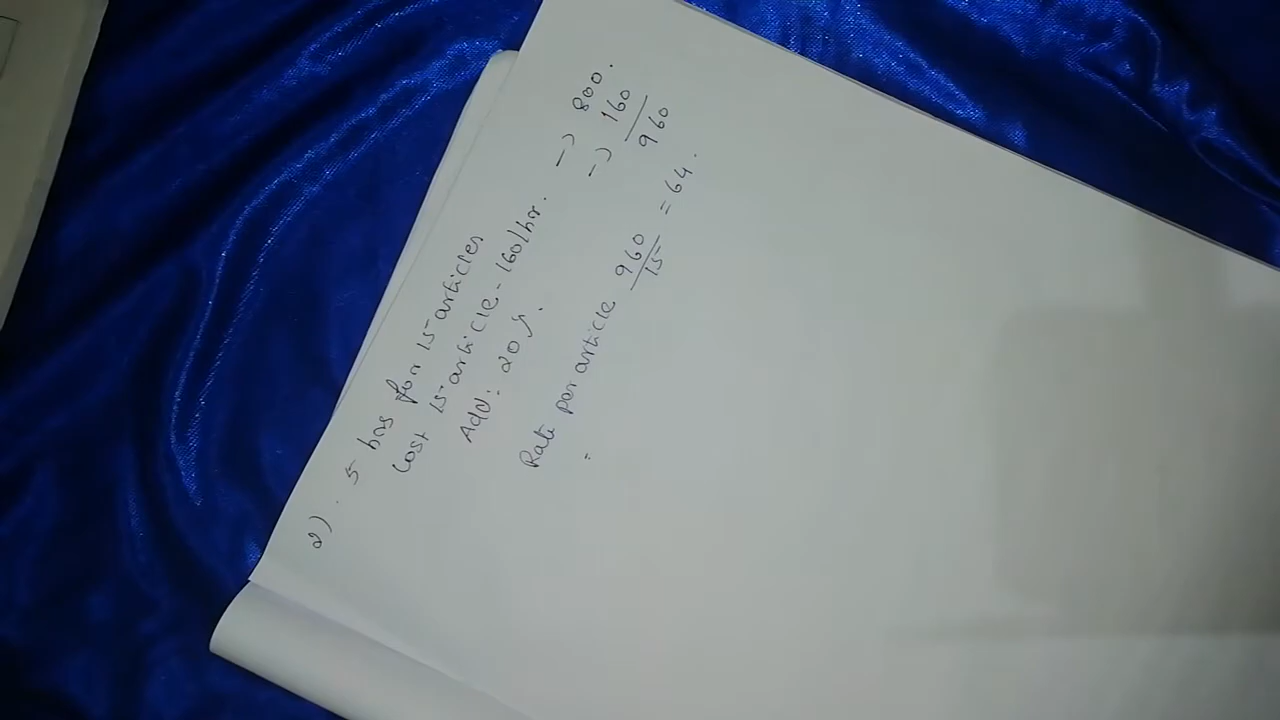 2). 5 hrs for 15 articles
Cost 15 article - 160/hr. → 800.
Add: 20%. → 160
960
Rate per article 960/15 = 64.
=